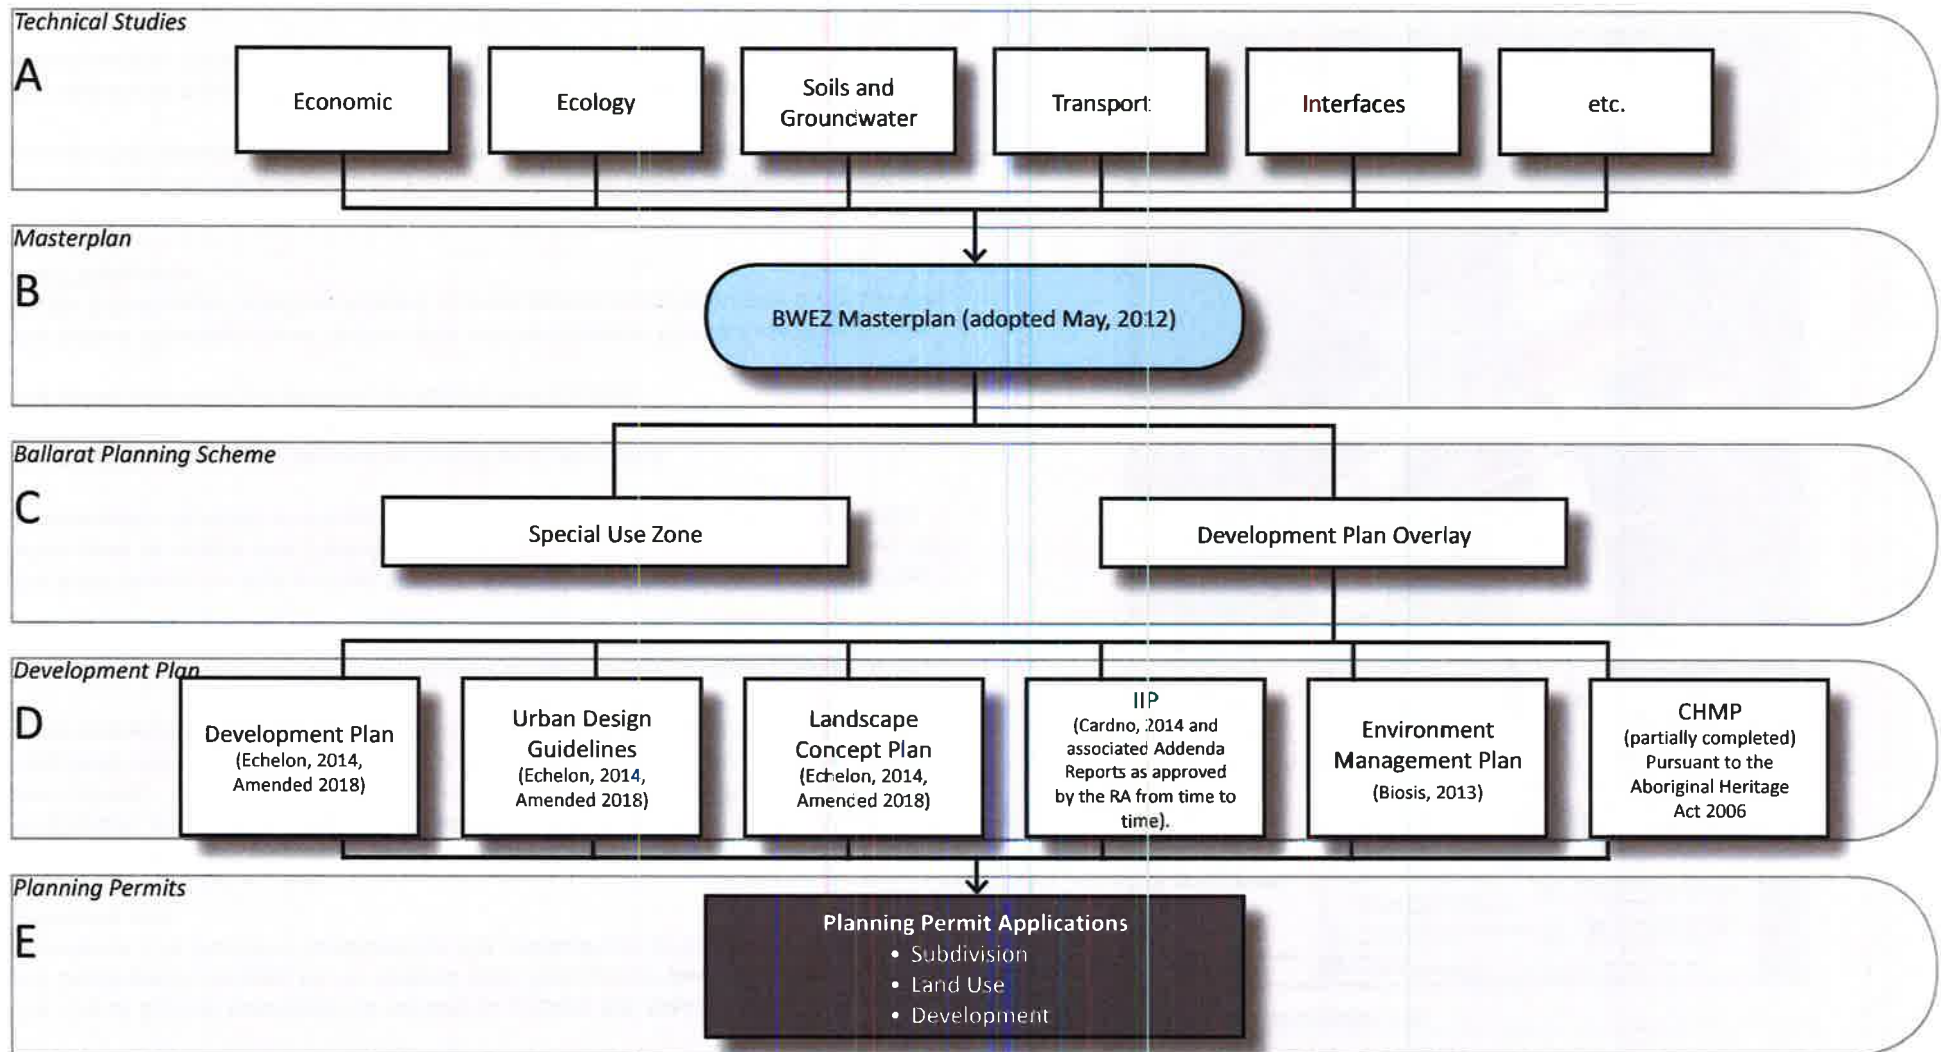 Technical Studies
A
Economic
Ecology
Soils and
Groundwater
Transport
Interfaces
etc.
Masterplan
B
BWEZ Masterplan (adopted May, 2012)
Ballarat Planning Scheme
C
Special Use Zone
Development Plan Overlay
Development Plan
D
Development Plan
(Echelon, 2014,
Amended 2018)
Urban Design
Guidelines
(Echelon, 2014,
Amended 2018)
Landscape
Concept Plan
(Echelon, 2014,
Amended 2018)
IIP
(Cardno, 2014 and
associated Addenda
Reports as approved
by the RA from time to
time).
Environment
Management Plan
(Biosis, 2013)
CHMP
(partially completed)
Pursuant to the
Aboriginal Heritage
Act 2006
Planning Permits
E
Planning Permit Applications
• Subdivision
• Land Use
• Development